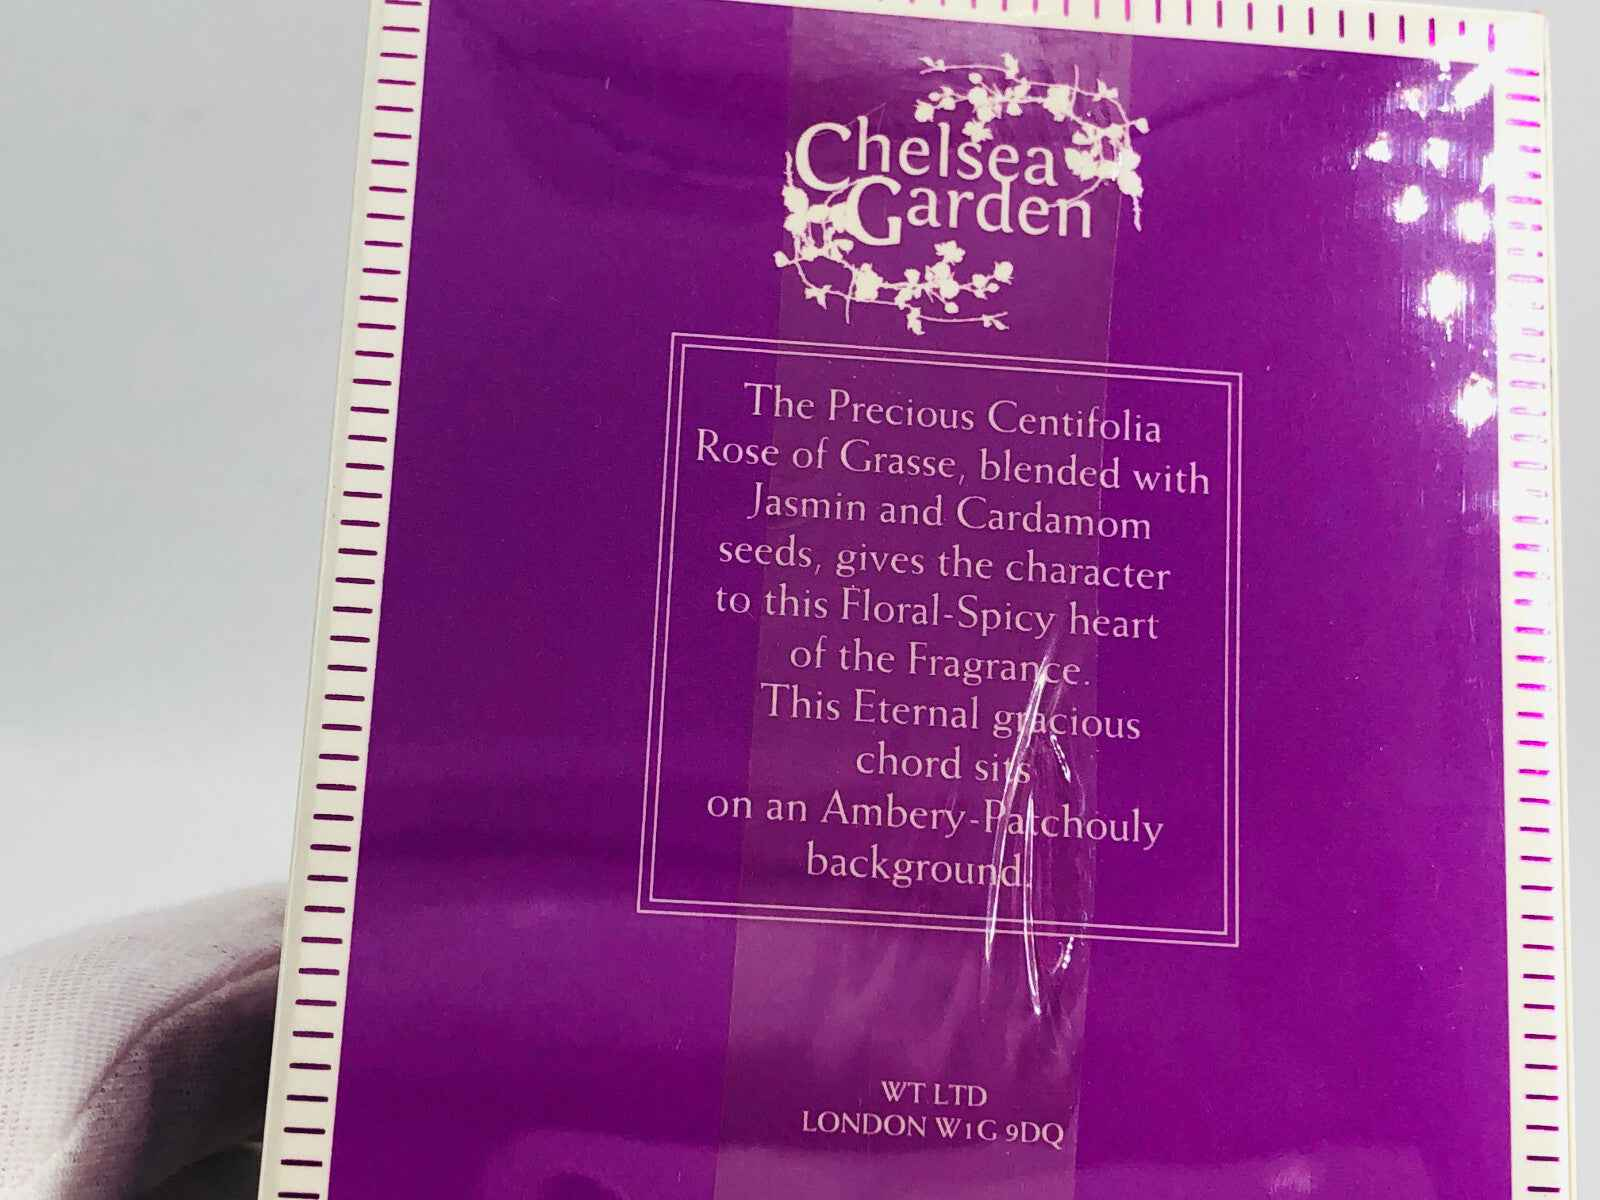 Chelsea
Garden
The Precious Centifolia
Rose of Grasse, blended with
Jasmin and Cardamom
seeds, gives the character
to this Floral-Spicy heart
of the Fragrance.
This Eternal gracious
chord sits
on an Ambery-Patchouly
background.
WT LTD
LONDON W1G 9DQ